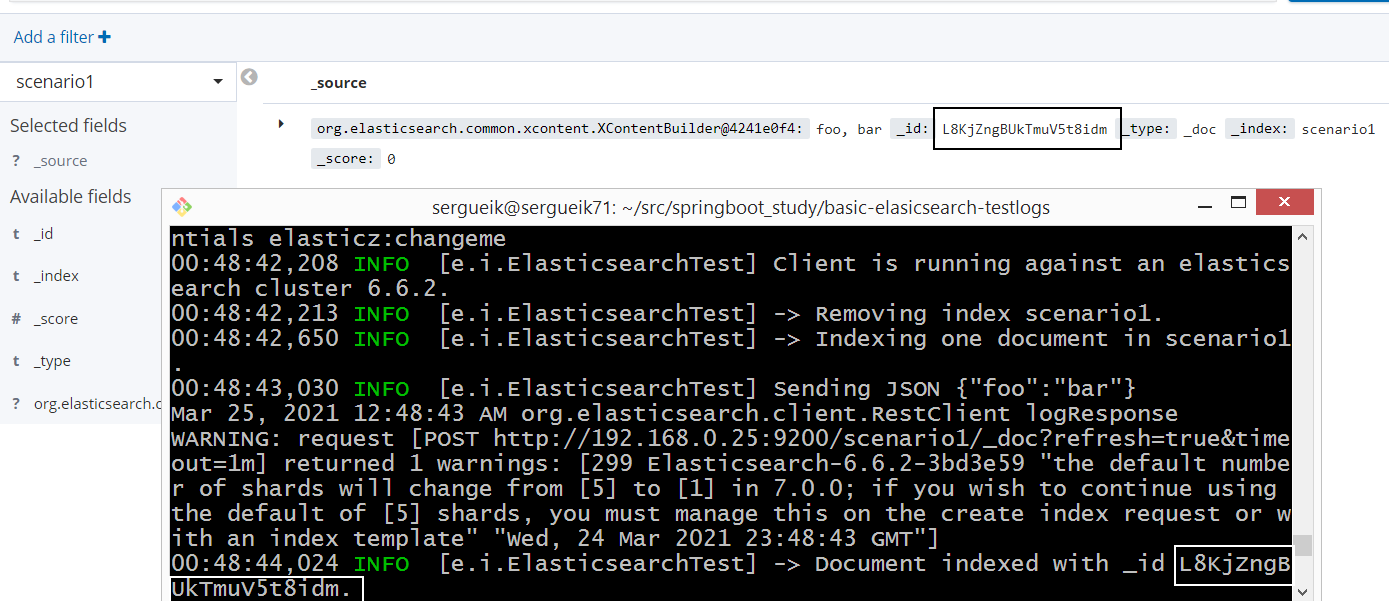 Add a filter +
scenario1
_source
Selected fields
org.elasticsearch.common.xcontent.XContentBuilder@4241e0f4: foo, bar _id: L8KjZngBUkTmuV5t8idm _type: _doc _index: scenario1
? _source
_score: 0
Available fields
t _id
t _index
# _score
t _type
? org.elasticsearch.c
sergueik@sergueik71: ~/src/springboot_study/basic-elasicsearch-testlogs
ntials elasticz:changeme
00:48:42,208 INFO  [e.i.ElasticsearchTest] Client is running against an elastics
earch cluster 6.6.2.
00:48:42,213 INFO  [e.i.ElasticsearchTest] -> Removing index scenario1.
00:48:42,650 INFO  [e.i.ElasticsearchTest] -> Indexing one document in scenario1
.
00:48:43,030 INFO  [e.i.ElasticsearchTest] Sending JSON {"foo":"bar"}
Mar 25, 2021 12:48:43 AM org.elasticsearch.client.RestClient logResponse
WARNING: request [POST http://192.168.0.25:9200/scenario1/_doc?refresh=true&time
out=1m] returned 1 warnings: [299 Elasticsearch-6.6.2-3bd3e59 "the default numbe
r of shards will change from [5] to [1] in 7.0.0; if you wish to continue using
the default of [5] shards, you must manage this on the create index request or w
ith an index template" "Wed, 24 Mar 2021 23:48:43 GMT"]
00:48:44,024 INFO  [e.i.ElasticsearchTest] -> Document indexed with _id L8KjZngB
UkTmuV5t8idm.